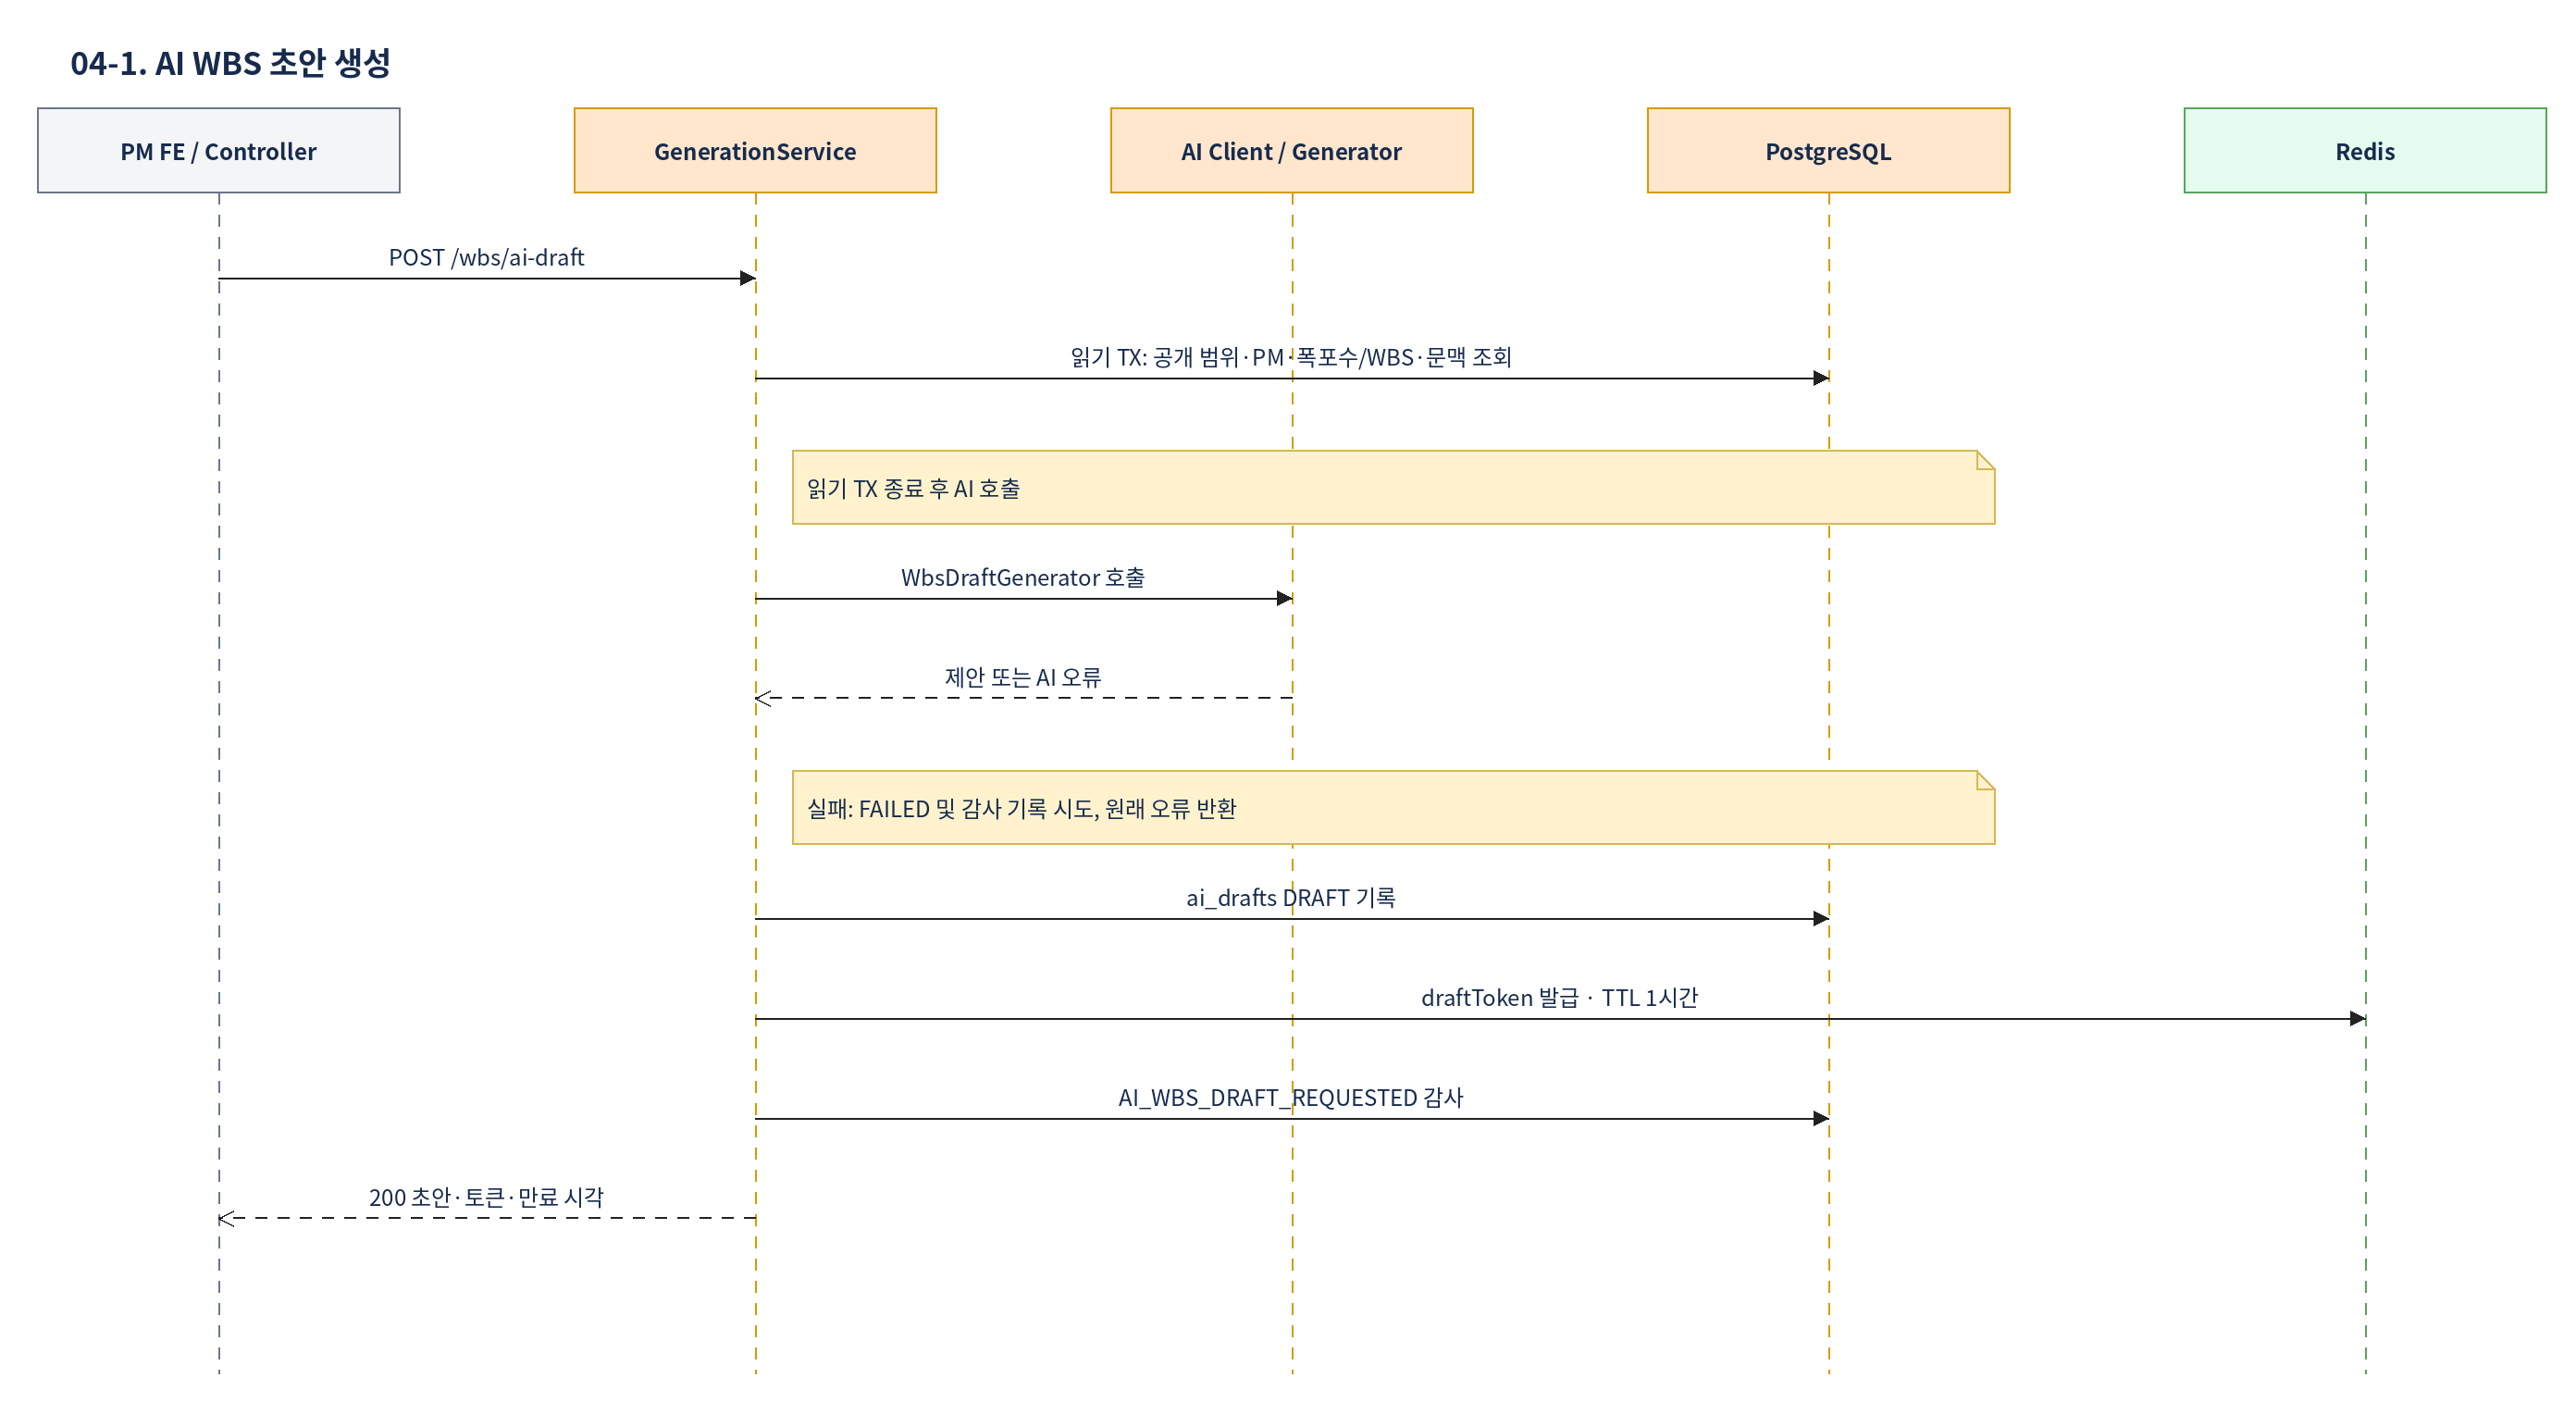 04-1. AI WBS 초안 생성
PM FE / Controller
GenerationService
AI Client / Generator
PostgreSQL
Redis
POST /wbs/ai-draft
읽기 TX: 공개 범위·PM·폭포수/WBS·문맥 조회
읽기 TX 종료 후 AI 호출
WbsDraftGenerator 호출
제안 또는 AI 오류
실패: FAILED 및 감사 기록 시도, 원래 오류 반환
ai_drafts DRAFT 기록
draftToken 발급 · TTL 1시간
AI_WBS_DRAFT_REQUESTED 감사
200 초안·토큰·만료 시각